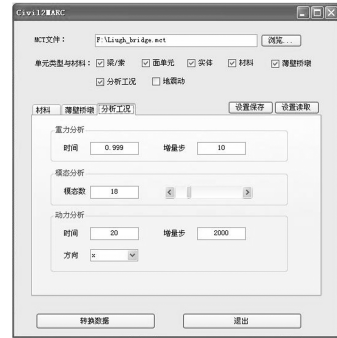 Civil2MARC
MCT文件： F:\Liugh_bridge.mct 浏览...
单元类型与材料： 梁/索 面单元 实体 材料 薄壁桥墩
分析工况 地震动
材料 薄壁桥墩 分析工况 设置保存 设置读取
重力分析
时间 0.999 增量步 10
模态分析
模态数 18
动力分析
时间 20 增量步 2000
方向 x
转换数据 退出